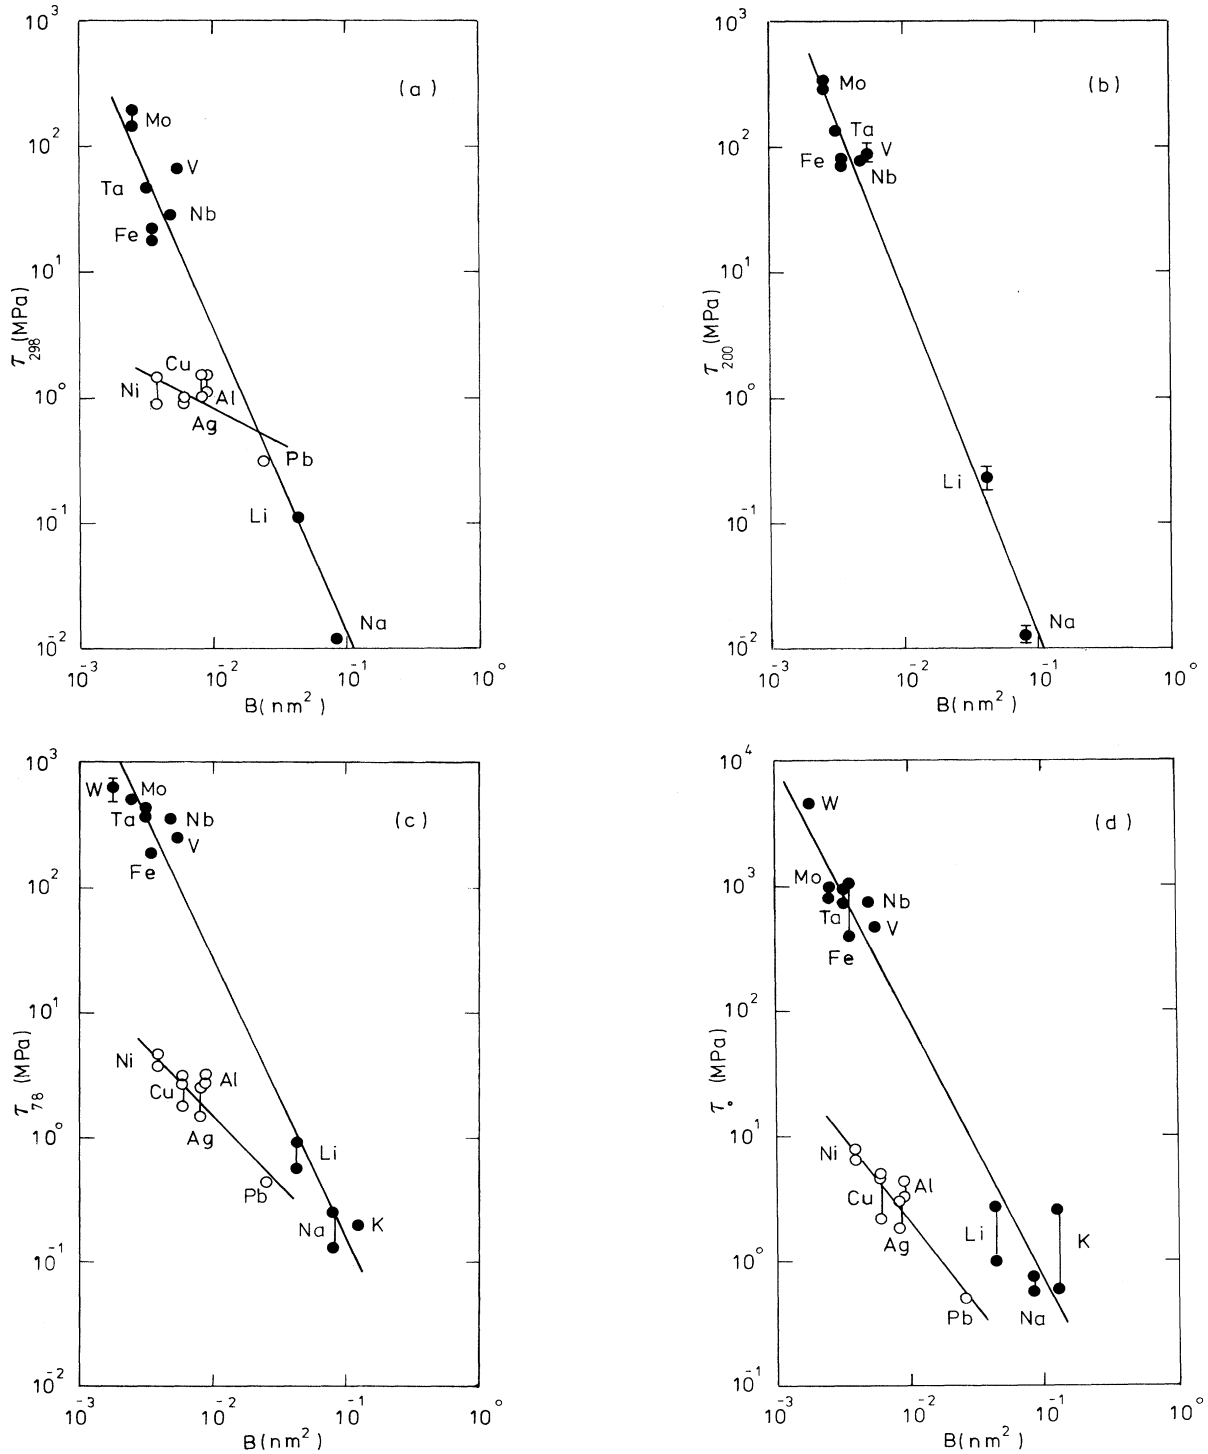 (a)
10³
10²
10¹
10⁰
10⁻¹
10⁻²
τ₂₉₈ (MPa)
Mo
V
Ta
Nb
Fe
Cu
Ni
Al
Ag
Pb
Li
Na
10⁻³ 10⁻² 10⁻¹ 10⁰
B(nm²)
(b)
10³
10²
10¹
10⁰
10⁻¹
10⁻²
τ₂₀₀ (MPa)
Mo
Ta
V
Fe
Nb
Li
Na
10⁻³ 10⁻² 10⁻¹ 10⁰
B(nm²)
(c)
10³
10²
10¹
10⁰
10⁻¹
10⁻²
τ₇₈ (MPa)
W
Mo
Ta
Nb
V
Fe
Ni
Al
Cu
Ag
Li
Pb
Na
K
10⁻³ 10⁻² 10⁻¹ 10⁰
B(nm²)
(d)
10⁴
10³
10²
10¹
10⁰
10⁻¹
τ₀ (MPa)
W
Mo
Nb
Ta
V
Fe
Ni
Al
Cu
Li
Ag
K
Pb
Na
10⁻³ 10⁻² 10⁻¹ 10⁰
B(nm²)